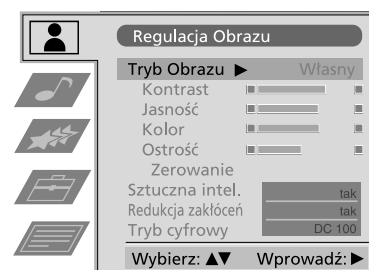 Regulacja Obrazu
Tryb Obrazu ▶ Własny
Kontrast
Jasność
Kolor
Ostrość
Zerowanie
Sztuczna intel. tak
Redukcja zakłóceń tak
Tryb cyfrowy DC 100
Wybierz: ▲▼ Wprowadź: ▶